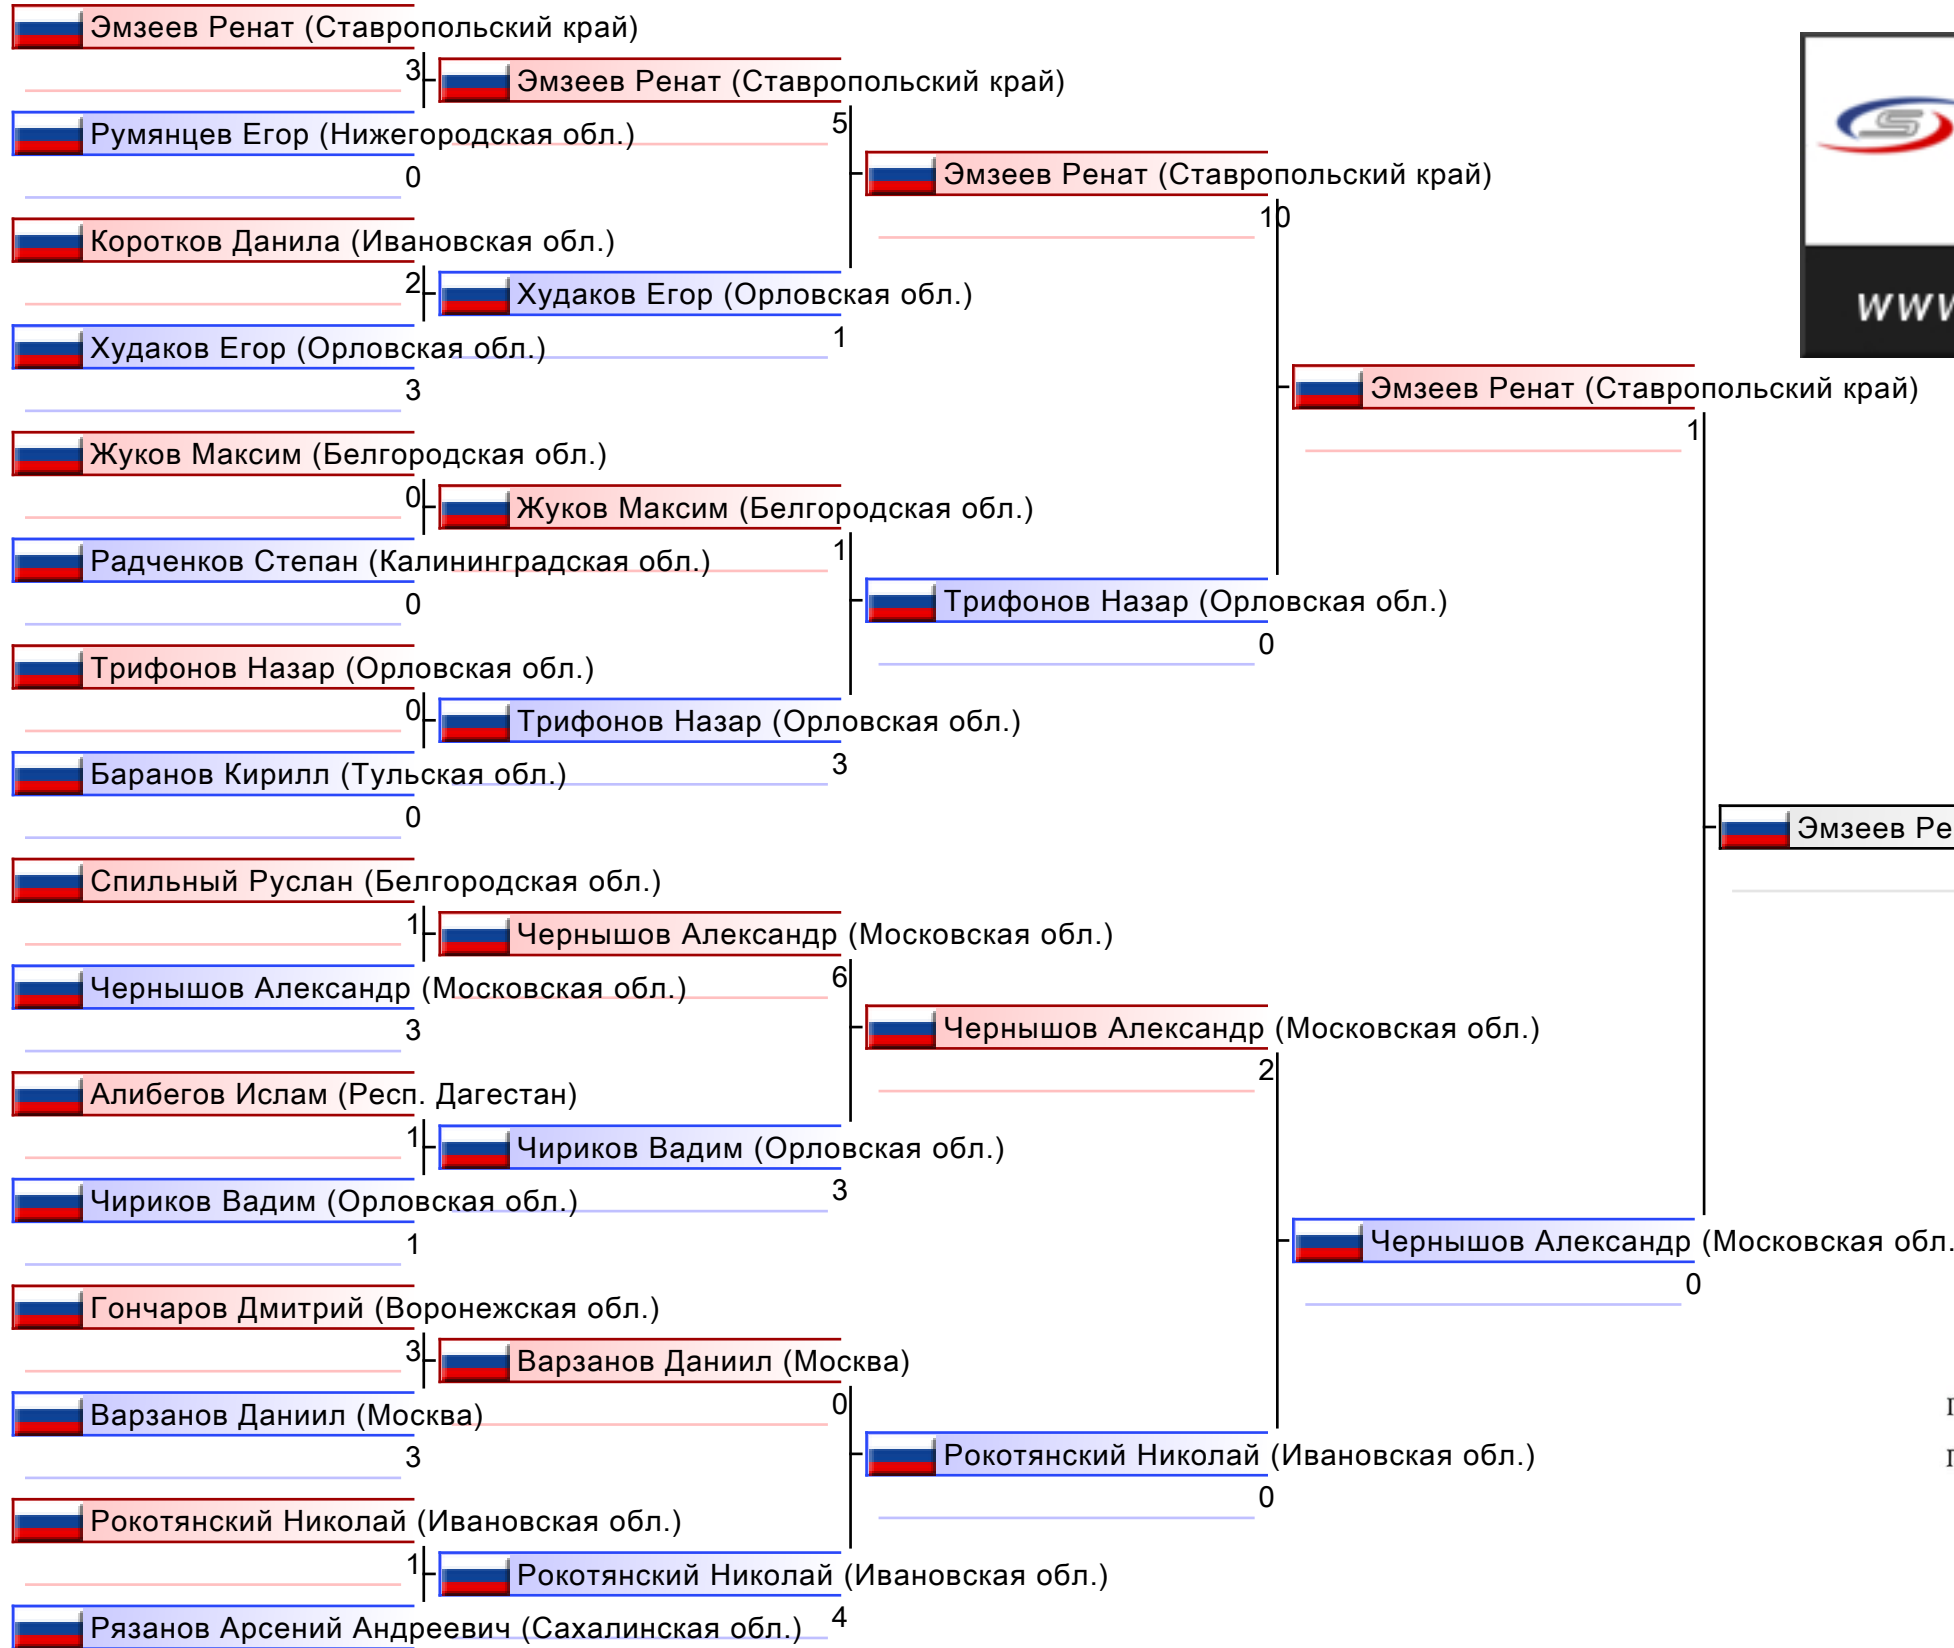 Эмзеев Ренат (Ставропольский край)
3
Румянцев Егор (Нижегородская обл.)
0
Коротков Данила (Ивановская обл.)
2
Худаков Егор (Орловская обл.)
3
Жуков Максим (Белгородская обл.)
0
Радченков Степан (Калининградская обл.)
0
Трифонов Назар (Орловская обл.)
0
Баранов Кирилл (Тульская обл.)
0
Спильный Руслан (Белгородская обл.)
1
Чернышов Александр (Московская обл.)
3
Алибегов Ислам (Респ. Дагестан)
1
Чириков Вадим (Орловская обл.)
1
Гончаров Дмитрий (Воронежская обл.)
3
Варзанов Даниил (Москва)
3
Рокотянский Николай (Ивановская обл.)
1
Рязанов Арсений Андреевич (Сахалинская обл.)
Эмзеев Ренат (Ставропольский край)
5
Худаков Егор (Орловская обл.)
1
Жуков Максим (Белгородская обл.)
1
Трифонов Назар (Орловская обл.)
3
Чернышов Александр (Московская обл.)
6
Чириков Вадим (Орловская обл.)
3
Варзанов Даниил (Москва)
0
Рокотянский Николай (Ивановская обл.)
4
Эмзеев Ренат (Ставропольский край)
10
Трифонов Назар (Орловская обл.)
0
Чернышов Александр (Московская обл.)
2
Рокотянский Николай (Ивановская обл.)
0
Эмзеев Ренат (Ставропольский край)
1
Чернышов Александр (Московская обл.
0
Эмзеев Ре